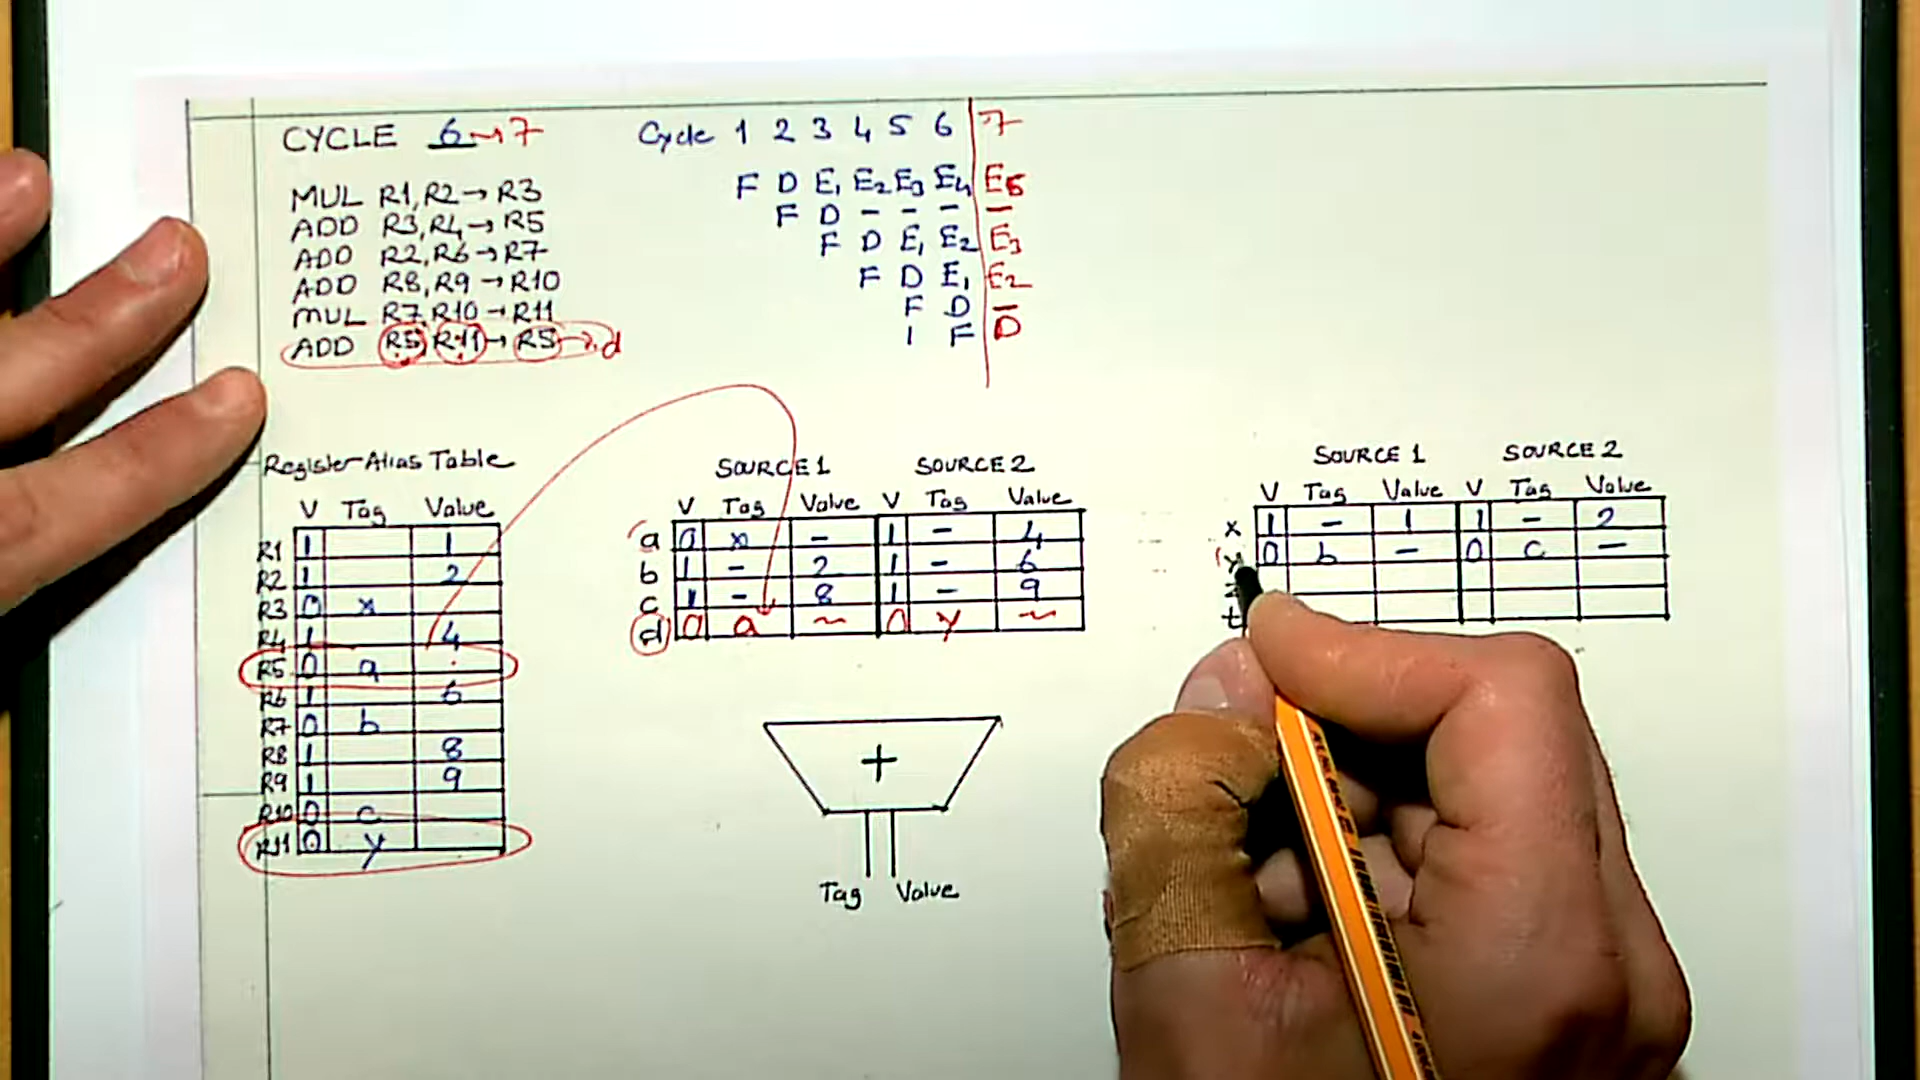 CYCLE 6 → 7
Cycle 1 2 3 4 5 6 7
MUL R1, R2 → R3
F D E1 E2 E3 E4 E5
ADD R3, R4 → R5
F D - - - -
ADD R2, R6 → R7
F D E1 E2 E3
ADD R8, R9 → R10
F D E1 E2
MUL R7, R10 → R11
F D -
ADD R5, R11 → R5 → d
F D
Register Alias Table
V Tag Value
R1 1 1
R2 1 2
R3 0 x
R4 1 4
R5 0 a
R6 1 6
R7 0 b
R8 1 8
R9 1 9
R10 0 c
R11 0 y
SOURCE 1 SOURCE 2
V Tag Value V Tag Value
a 0 x - 1 - 4
b 1 - 2 1 - 6
c 1 - 8 1 - 9
d 0 a ~ 0 y ~
+
Tag Value
SOURCE 1 SOURCE 2
V Tag Value V Tag Value
x 1 - 1 1 - 2
y 0 b - 0 c -
t